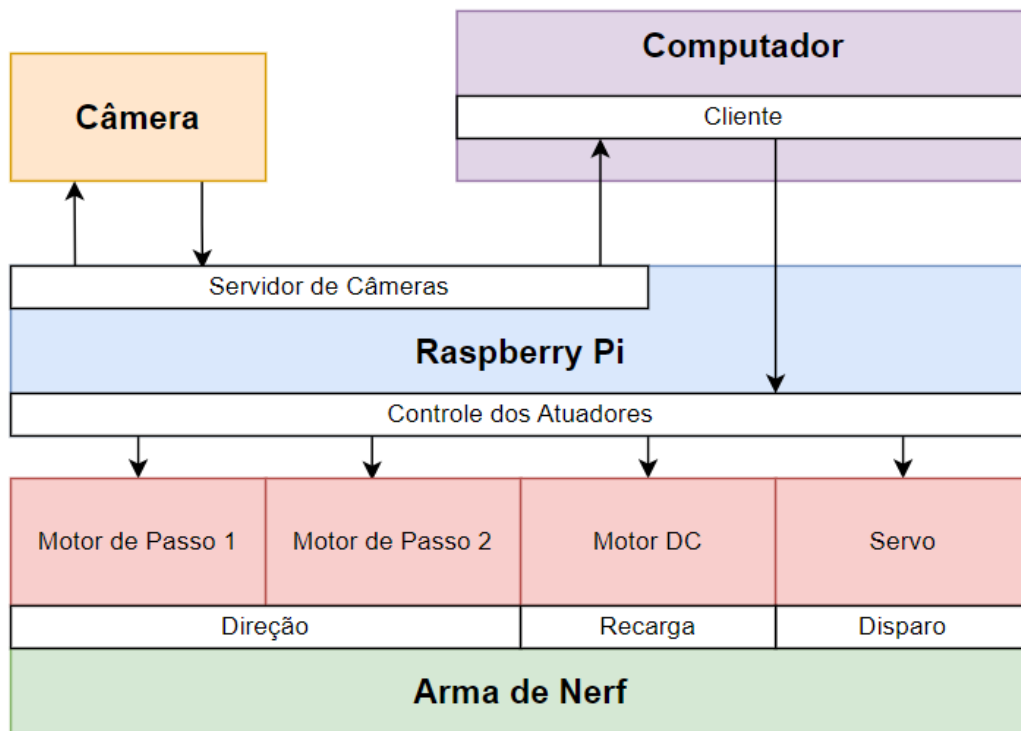 Computador
Câmera
Cliente
Servidor de Câmeras
Raspberry Pi
Controle dos Atuadores
Motor de Passo 1
Motor de Passo 2
Motor DC
Servo
Direção
Recarga
Disparo
Arma de Nerf